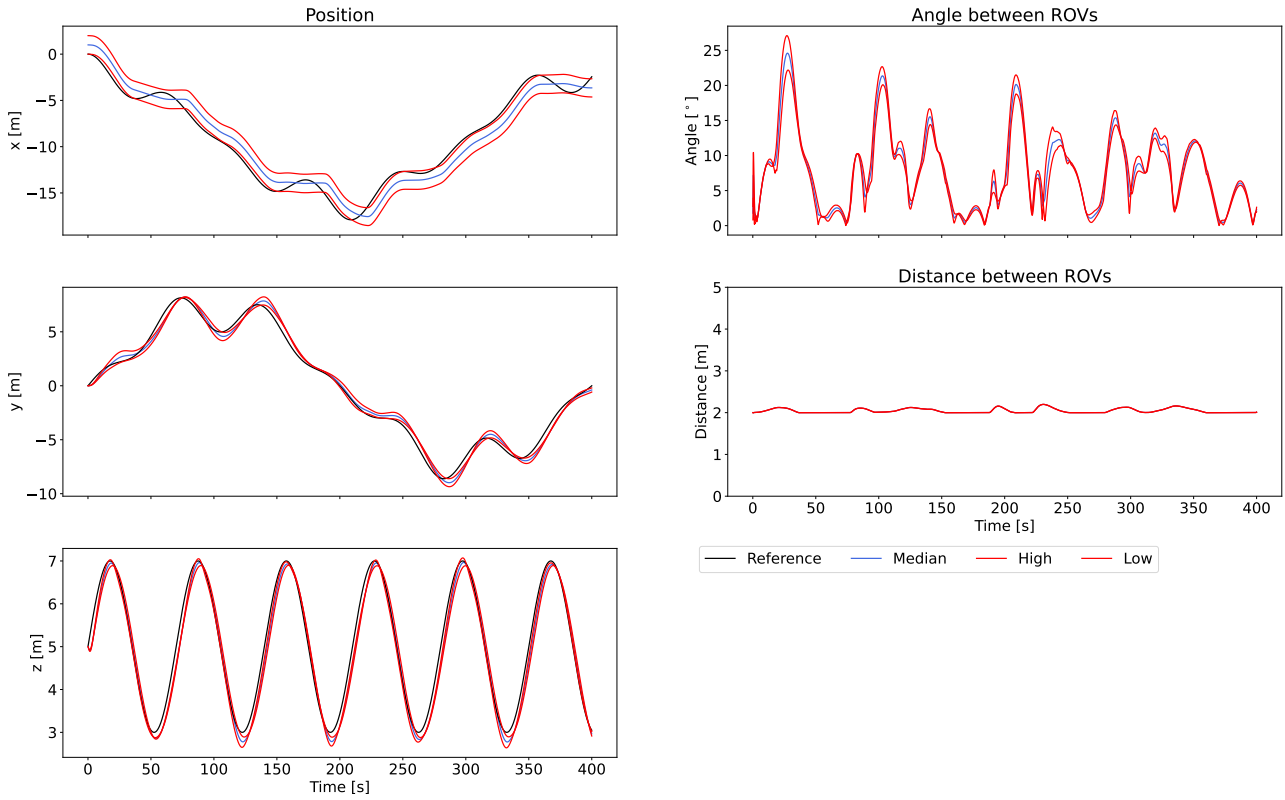 Position
x [m]
0
−5
−10
−15
y [m]
5
0
−5
−10
z [m]
7
6
5
4
3
0 50 100 150 200 250 300 350 400
Time [s]
Angle between ROVs
Angle [°]
25
20
15
10
5
0
Distance between ROVs
Distance [m]
5
4
3
2
1
0
0 50 100 150 200 250 300 350 400
Time [s]
Reference Median High Low